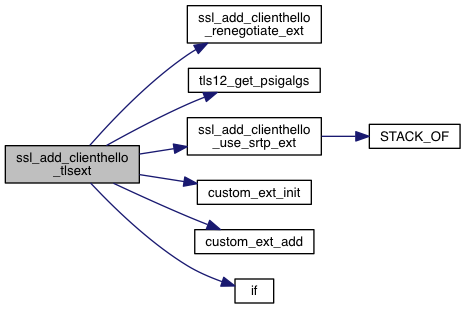 ssl_add_clienthello
_renegotiate_ext
tls12_get_psigalgs
ssl_add_clienthello
_use_srtp_ext
STACK_OF
ssl_add_clienthello
_tlsext
custom_ext_init
custom_ext_add
if